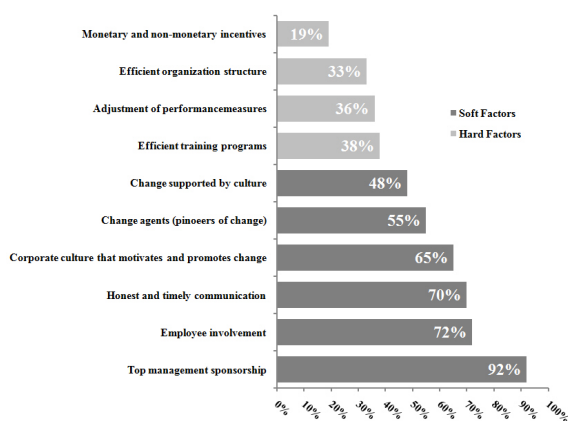 Monetary and non-monetary incentives 19%
Efficient organization structure 33%
Adjustment of performancemeasures 36%
Efficient training programs 38%
Change supported by culture 48%
Change agents (pinoeers of change) 55%
Corporate culture that motivates and promotes change 65%
Honest and timely communication 70%
Employee involvement 72%
Top management sponsorship 92%
Soft Factors
Hard Factors
0% 10% 20% 30% 40% 50% 60% 70% 80% 90% 100%